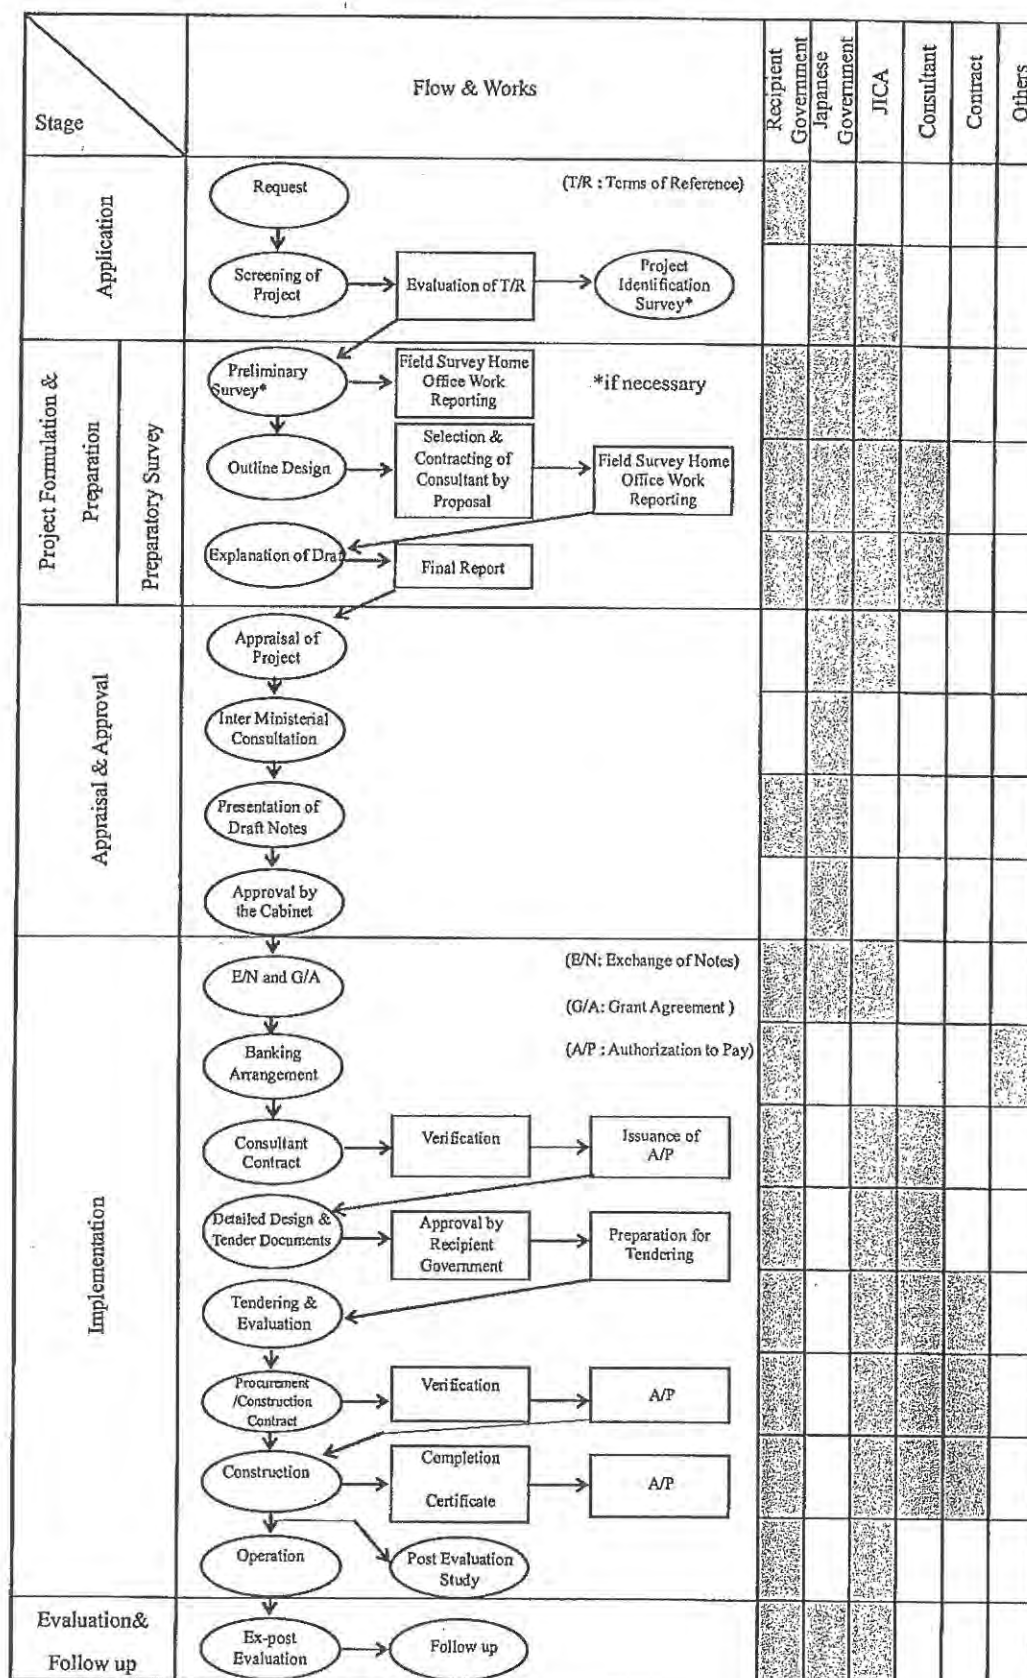 Stage
Flow & Works
Recipient
Government
Japanese
Government
JICA
Consultant
Contract
Others
Application
Request
(T/R : Terms of Reference)
Screening of
Project
Evaluation of T/R
Project
Identification
Survey*
Project Formulation &
Preparation
Preparatory Survey
Preliminary
Survey*
Field Survey Home
Office Work
Reporting
*if necessary
Outline Design
Selection &
Contracting of
Consultant by
Proposal
Field Survey Home
Office Work
Reporting
Explanation of Draf
Final Report
Appraisal & Approval
Appraisal of
Project
Inter Ministerial
Consultation
Presentation of
Draft Notes
Approval by
the Cabinet
Implementation
E/N and G/A
(E/N: Exchange of Notes)
(G/A: Grant Agreement )
(A/P : Authorization to Pay)
Banking
Arrangement
Consultant
Contract
Verification
Issuance of
A/P
Detailed Design &
Tender Documents
Approval by
Recipient
Government
Preparation for
Tendering
Tendering &
Evaluation
Procurement
/Construction
Contract
Verification
A/P
Construction
Completion
Certificate
A/P
Operation
Post Evaluation
Study
Evaluation&
Follow up
Ex-post
Evaluation
Follow up